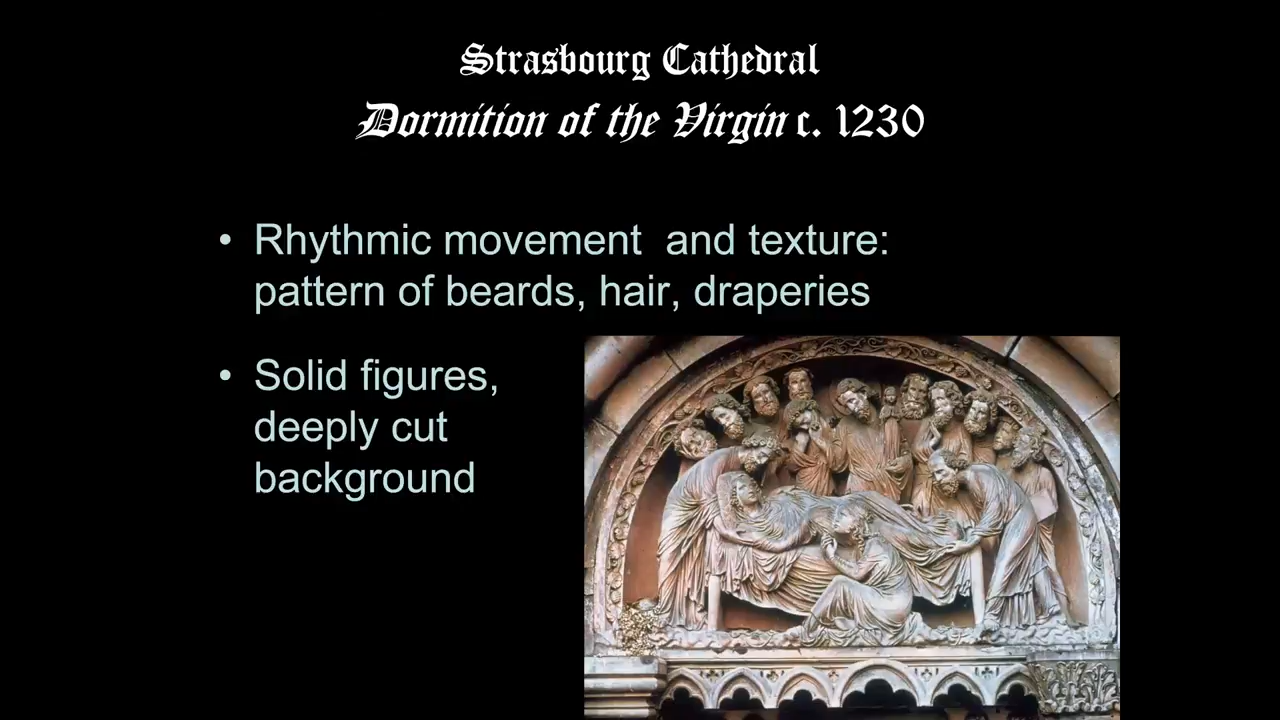 Strasbourg Cathedral
Dormition of the Virgin c. 1230
• Rhythmic movement  and texture:
pattern of beards, hair, draperies
• Solid figures,
deeply cut
background